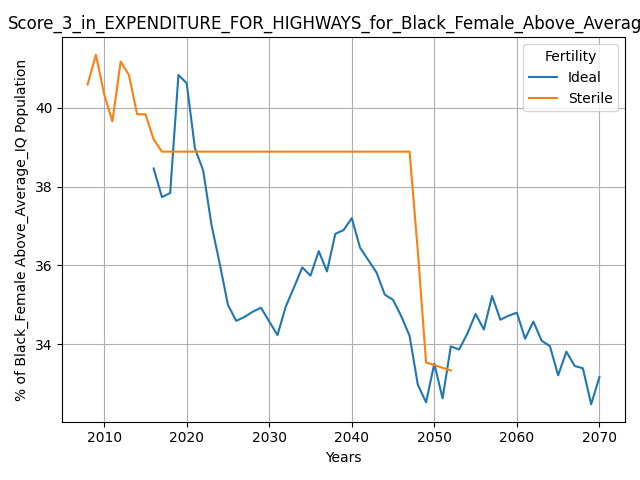 Score_3_in_EXPENDITURE_FOR_HIGHWAYS_for_Black_Female_Above_Averag
% of Black_Female Above_Average_IQ Population
Fertility
Ideal
Sterile
40
38
36
34
2010 2020 2030 2040 2050 2060 2070
Years